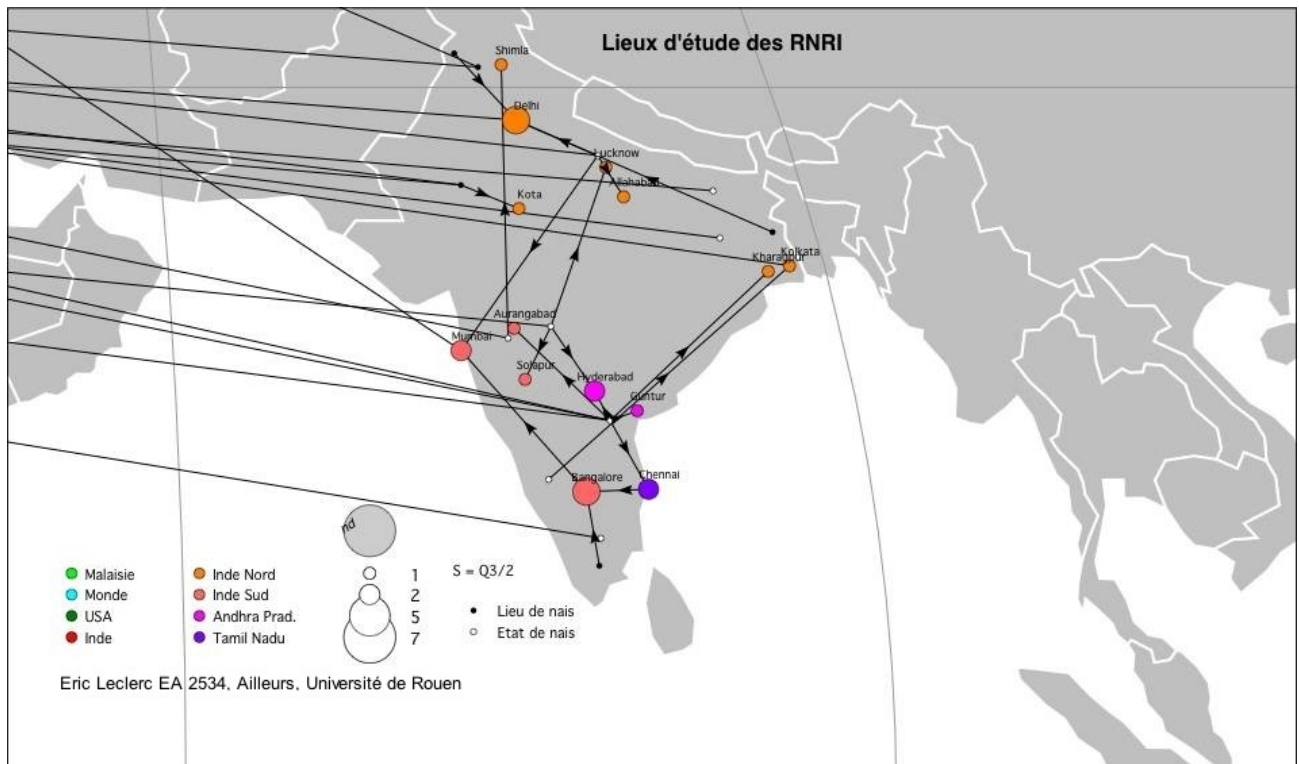 Lieux d'étude des RNRI
Shimla
Delhi
Lucknow
Allahabad
Kota
Kolkata
Kharagpur
Aurangabad
Mumbai
Solapur
Hyderabad
Guntur
Bangalore
Chennai
nd
Malaisie
Monde
USA
Inde
Inde Nord
Inde Sud
Andhra Prad.
Tamil Nadu
1
2
5
7
S = Q3/2
Lieu de nais
Etat de nais
Eric Leclerc EA 2534, Ailleurs, Université de Rouen